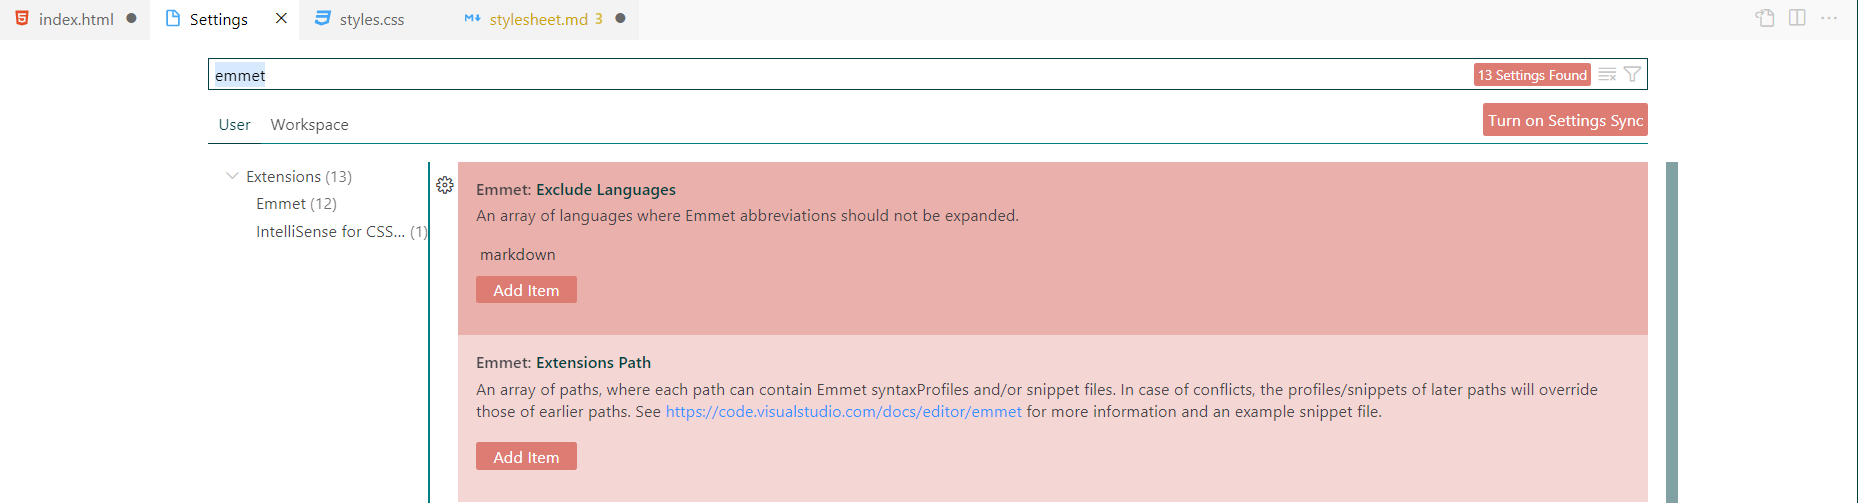 index.html
Settings
styles.css
stylesheet.md 3
emmet
13 Settings Found
User
Workspace
Turn on Settings Sync
Extensions (13)
Emmet (12)
IntelliSense for CSS... (1)
Emmet: Exclude Languages
An array of languages where Emmet abbreviations should not be expanded.
markdown
Add Item
Emmet: Extensions Path
An array of paths, where each path can contain Emmet syntaxProfiles and/or snippet files. In case of conflicts, the profiles/snippets of later paths will override
those of earlier paths. See https://code.visualstudio.com/docs/editor/emmet for more information and an example snippet file.
Add Item